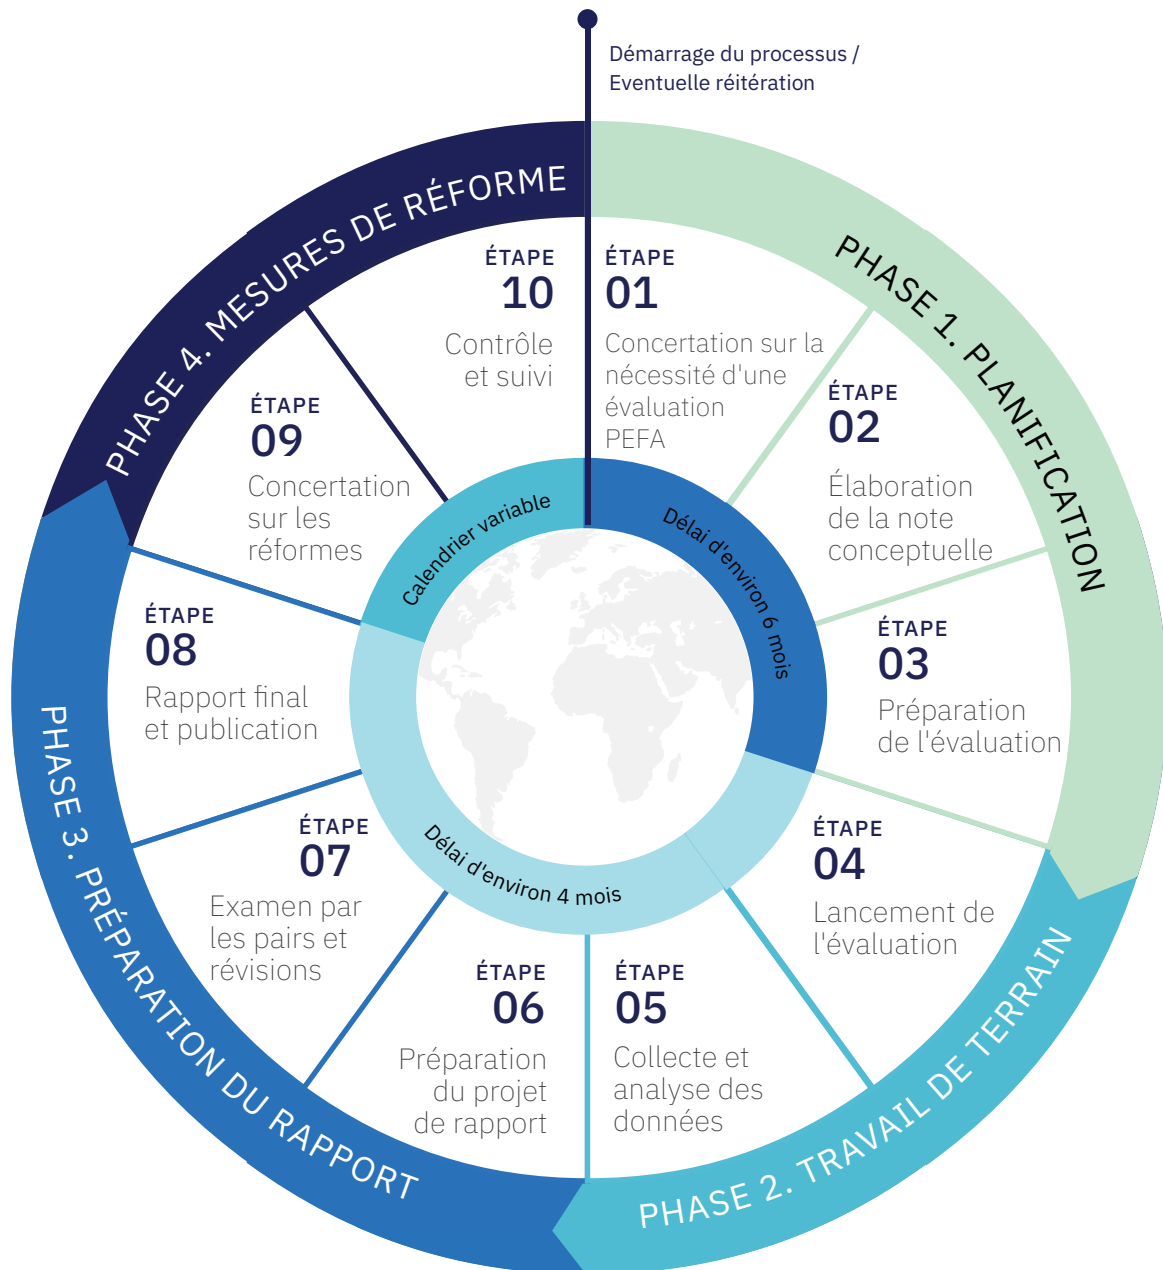 Démarrage du processus /
Eventuelle réitération
PHASE 1. PLANIFICATION
ÉTAPE
01
Concertation sur la
nécessité d'une
évaluation
PEFA
ÉTAPE
02
Élaboration
de la note
conceptuelle
ÉTAPE
03
Préparation
de l'évaluation
Délai d'environ 6 mois
PHASE 2. TRAVAIL DE TERRAIN
ÉTAPE
04
Lancement de
l'évaluation
ÉTAPE
05
Collecte et
analyse des
données
Délai d'environ 4 mois
PHASE 3. PRÉPARATION DU RAPPORT
ÉTAPE
06
Préparation
du projet
de rapport
ÉTAPE
07
Examen par
les pairs et
révisions
ÉTAPE
08
Rapport final
et publication
PHASE 4. MESURES DE RÉFORME
ÉTAPE
09
Concertation
sur les
réformes
ÉTAPE
10
Contrôle
et suivi
Calendrier variable